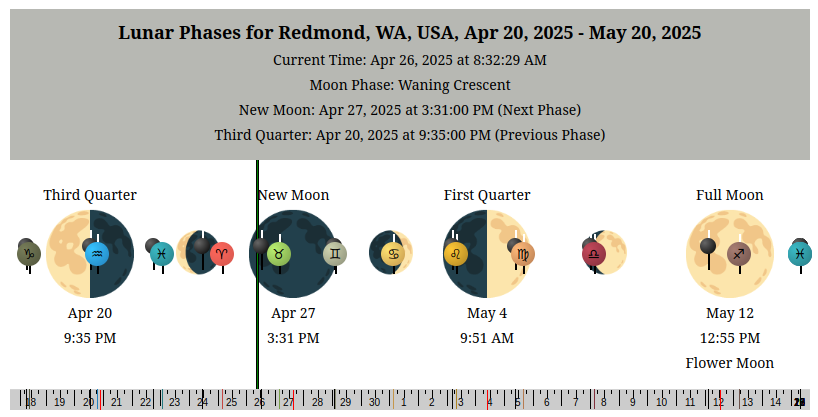 Lunar Phases for Redmond, WA, USA, Apr 20, 2025 - May 20, 2025
Current Time: Apr 26, 2025 at 8:32:29 AM
Moon Phase: Waning Crescent
New Moon: Apr 27, 2025 at 3:31:00 PM (Next Phase)
Third Quarter: Apr 20, 2025 at 9:35:00 PM (Previous Phase)
Third Quarter New Moon First Quarter Full Moon
♑ ♒ ♓ ♈ ♉ ♊ ♋ ♌ ♍ ♎ ♐ ♓
Apr 20 Apr 27 May 4 May 12
9:35 PM 3:31 PM 9:51 AM 12:55 PM
Flower Moon
18 19 20 21 22 23 24 25 26 27 28 29 30 1 2 3 4 5 6 7 8 9 10 11 12 13 14